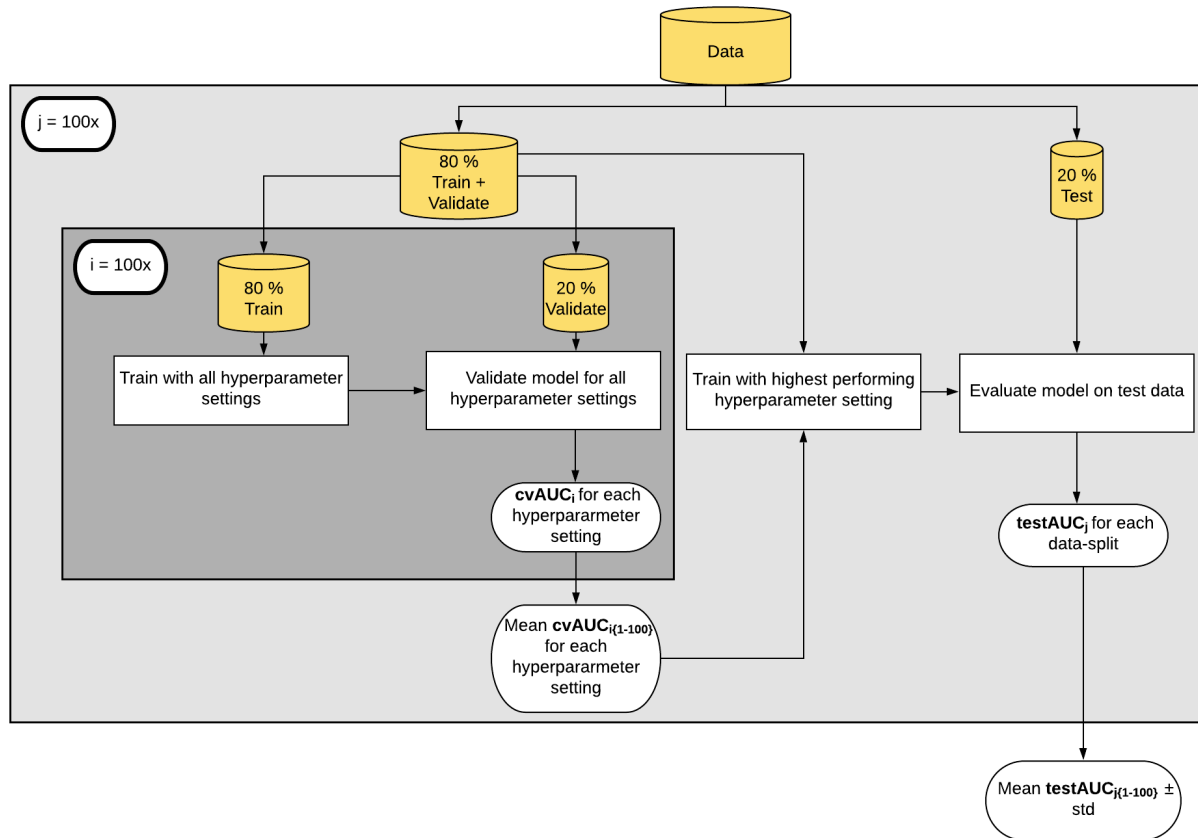 Data
j = 100x
80 %
Train +
Validate
20 %
Test
i = 100x
80 %
Train
20 %
Validate
Train with all hyperparameter
settings
Validate model for all
hyperparameter settings
Train with highest performing
hyperparameter setting
Evaluate model on test data
cvAUCi for each
hyperpararmeter
setting
testAUCj for each
data-split
Mean cvAUCi{1-100}
for each
hyperpararmeter
setting
Mean testAUCj{1-100} ±
std